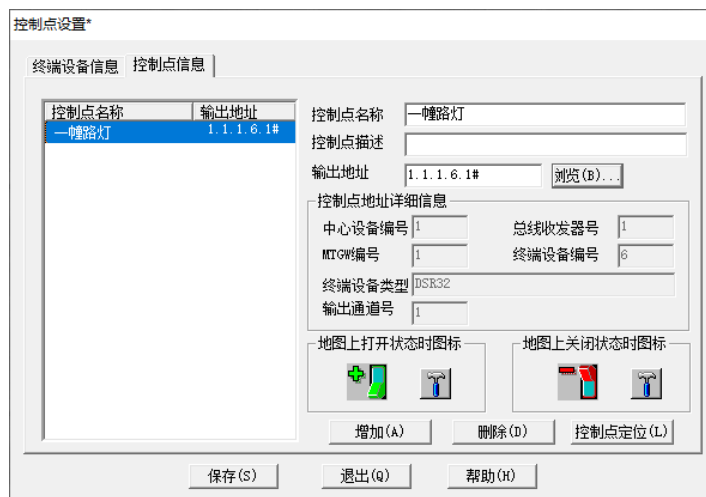 控制点设置*
终端设备信息 控制点信息
控制点名称 输出地址
一幢路灯 1.1.1.6.1#
控制点名称 一幢路灯
控制点描述
输出地址 1.1.1.6.1# 浏览(B)...
控制点地址详细信息
中心设备编号 1 总线收发器号 1
MTGW编号 1 终端设备编号 6
终端设备类型 DSR32
输出通道号 1
地图上打开状态时图标 地图上关闭状态时图标
增加(A) 删除(D) 控制点定位(L)
保存(S) 退出(Q) 帮助(H)